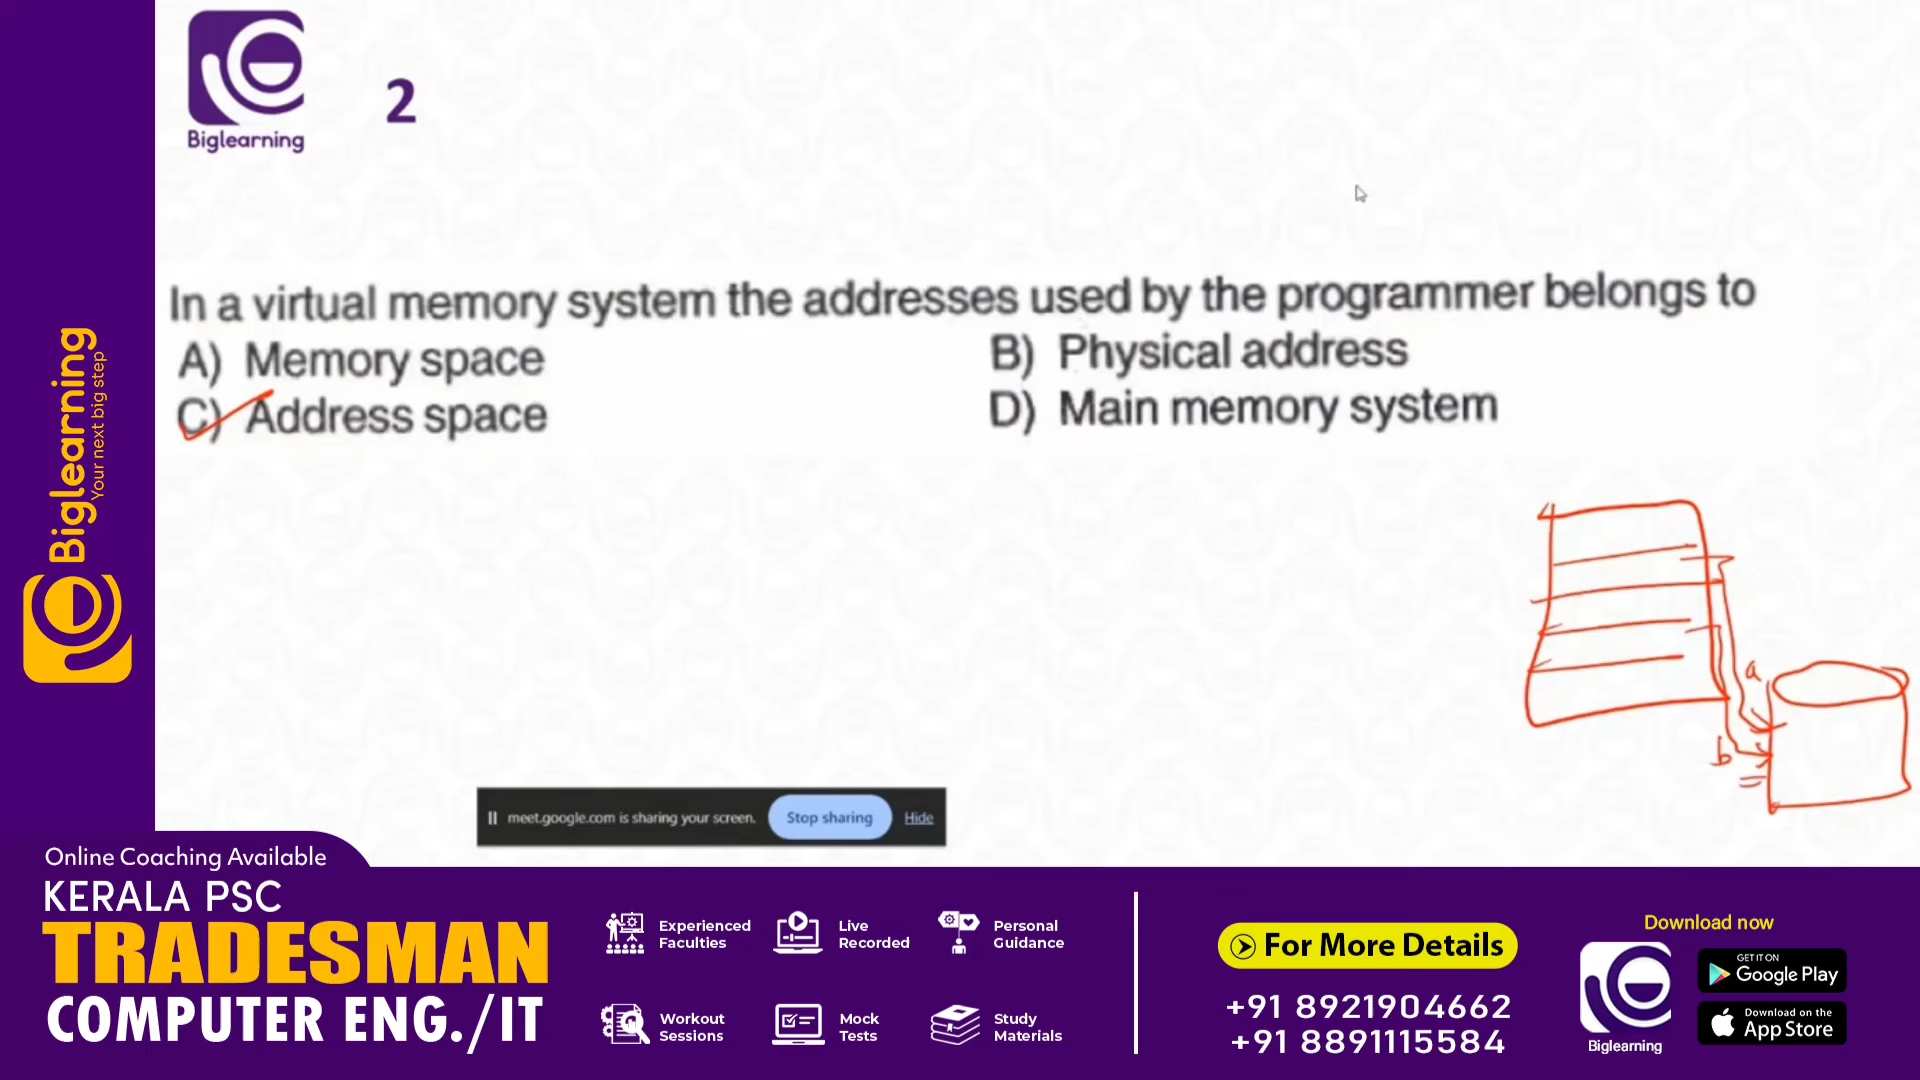 Biglearning
2
In a virtual memory system the addresses used by the programmer belongs to
A) Memory space
B) Physical address
C) Address space
D) Main memory system
a
b
Biglearning
Your next big step
meet.google.com is sharing your screen.
Stop sharing
Hide
Online Coaching Available
KERALA PSC
TRADESMAN
COMPUTER ENG./IT
Experienced
Faculties
Live
Recorded
Personal
Guidance
Workout
Sessions
Mock
Tests
Study
Materials
For More Details
+91 8921904662
+91 8891115584
Download now
Biglearning
GET IT ON
Google Play
Download on the
App Store